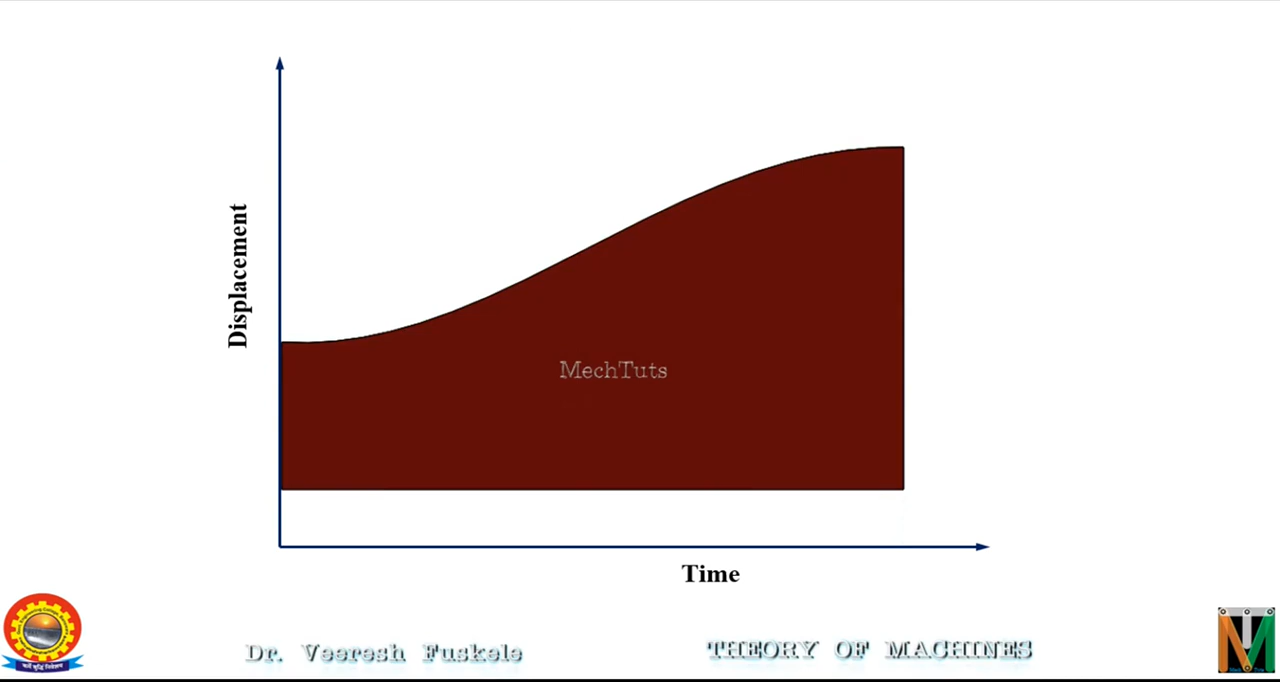 Displacement
MechTuts
Time
Dr. Veeresh Fuskele
THEORY OF MACHINES